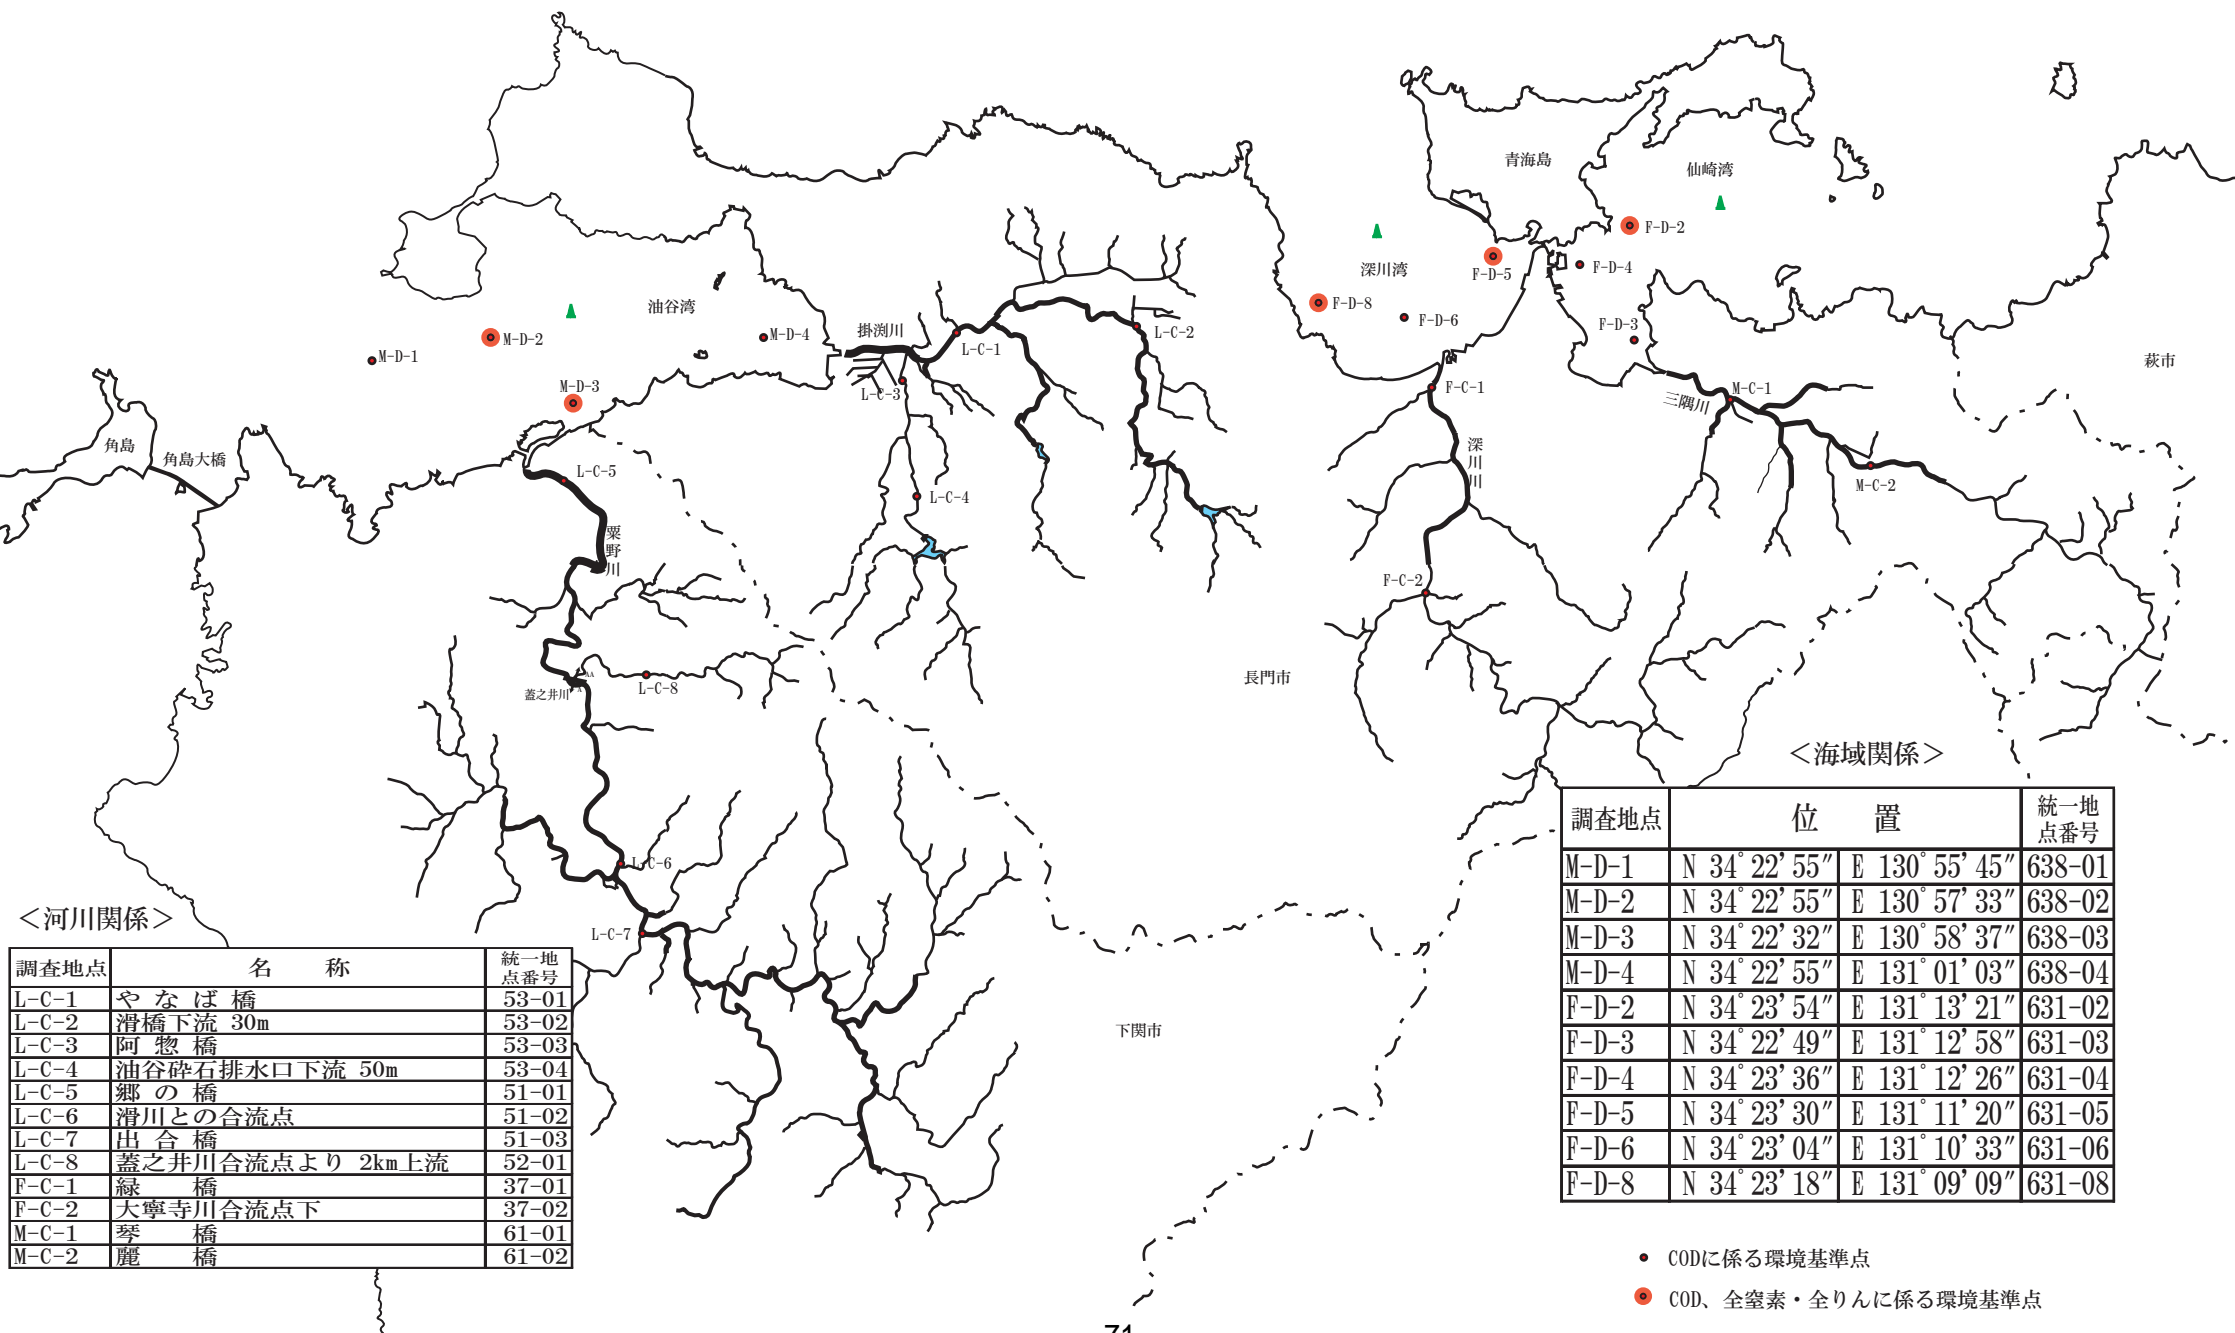 青海島
仙崎湾
F-D-2
F-D-4
F-D-5
深川湾
F-D-8
F-D-6
F-D-3
油谷湾
M-D-1
M-D-2
M-D-3
M-D-4
掛渕川
L-C-1
L-C-2
L-C-3
L-C-4
萩市
三隅川
M-C-1
M-C-2
F-C-1
深川川
F-C-2
角島
角島大橋
L-C-5
粟野川
L-C-8
蓋之井川
AA
A
長門市
L-C-6
L-C-7
下関市
<河川関係>
調査地点 名 称 統一地点番号
L-C-1 や な ば 橋 53-01
L-C-2 滑橋下流 30m 53-02
L-C-3 阿 惣 橋 53-03
L-C-4 油谷砕石排水口下流 50m 53-04
L-C-5 郷 の 橋 51-01
L-C-6 滑川との合流点 51-02
L-C-7 出 合 橋 51-03
L-C-8 蓋之井川合流点より 2km上流 52-01
F-C-1 緑 橋 37-01
F-C-2 大寧寺川合流点下 37-02
M-C-1 琴 橋 61-01
M-C-2 麗 橋 61-02
<海域関係>
調査地点 位 置 統一地点番号
M-D-1 N 34°22’55″ E 130°55’45″ 638-01
M-D-2 N 34°22’55″ E 130°57’33″ 638-02
M-D-3 N 34°22’32″ E 130°58’37″ 638-03
M-D-4 N 34°22’55″ E 131°01’03″ 638-04
F-D-2 N 34°23’54″ E 131°13’21″ 631-02
F-D-3 N 34°22’49″ E 131°12’58″ 631-03
F-D-4 N 34°23’36″ E 131°12’26″ 631-04
F-D-5 N 34°23’30″ E 131°11’20″ 631-05
F-D-6 N 34°23’04″ E 131°10’33″ 631-06
F-D-8 N 34°23’18″ E 131°09’09″ 631-08
CODに係る環境基準点
COD、全窒素・全りんに係る環境基準点
71